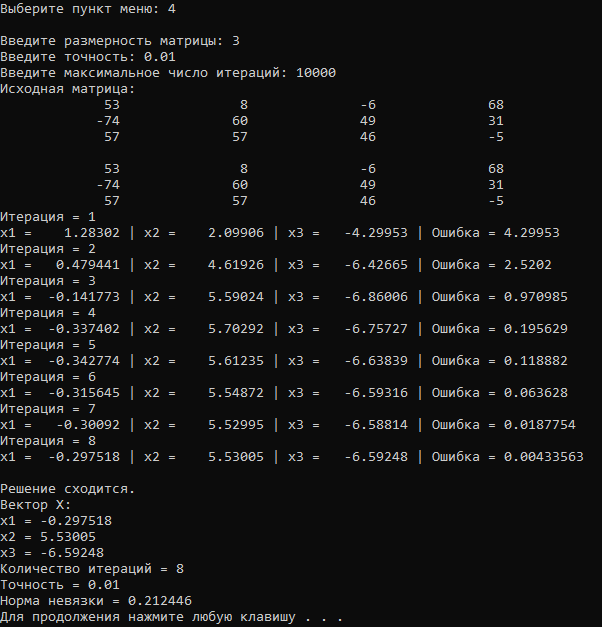 Выберите пункт меню: 4
Введите размерность матрицы: 3
Введите точность: 0.01
Введите максимальное число итераций: 10000
Исходная матрица:
53 8 -6 68
-74 60 49 31
57 57 46 -5
53 8 -6 68
-74 60 49 31
57 57 46 -5
Итерация = 1
x1 = 1.28302 | x2 = 2.09906 | x3 = -4.29953 | Ошибка = 4.29953
Итерация = 2
x1 = 0.479441 | x2 = 4.61926 | x3 = -6.42665 | Ошибка = 2.5202
Итерация = 3
x1 = -0.141773 | x2 = 5.59024 | x3 = -6.86006 | Ошибка = 0.970985
Итерация = 4
x1 = -0.337402 | x2 = 5.70292 | x3 = -6.75727 | Ошибка = 0.195629
Итерация = 5
x1 = -0.342774 | x2 = 5.61235 | x3 = -6.63839 | Ошибка = 0.118882
Итерация = 6
x1 = -0.315645 | x2 = 5.54872 | x3 = -6.59316 | Ошибка = 0.063628
Итерация = 7
x1 = -0.30092 | x2 = 5.52995 | x3 = -6.58814 | Ошибка = 0.0187754
Итерация = 8
x1 = -0.297518 | x2 = 5.53005 | x3 = -6.59248 | Ошибка = 0.00433563
Решение сходится.
Вектор X:
x1 = -0.297518
x2 = 5.53005
x3 = -6.59248
Количество итераций = 8
Точность = 0.01
Норма невязки = 0.212446
Для продолжения нажмите любую клавишу . . .